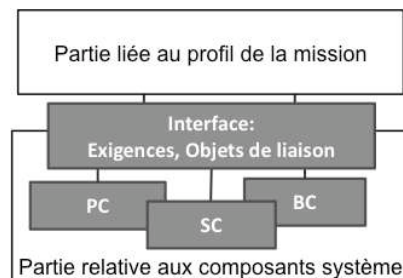 Partie liée au profil de la mission
Interface:
Exigences, Objets de liaison
PC
SC
BC
Partie relative aux composants système